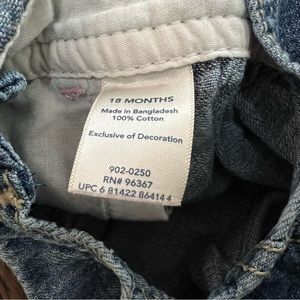 18 MONTHS
Made in Bangladesh
100% Cotton
Exclusive of Decoration
902-0250
RN# 96367
UPC 6 81422 86414 4